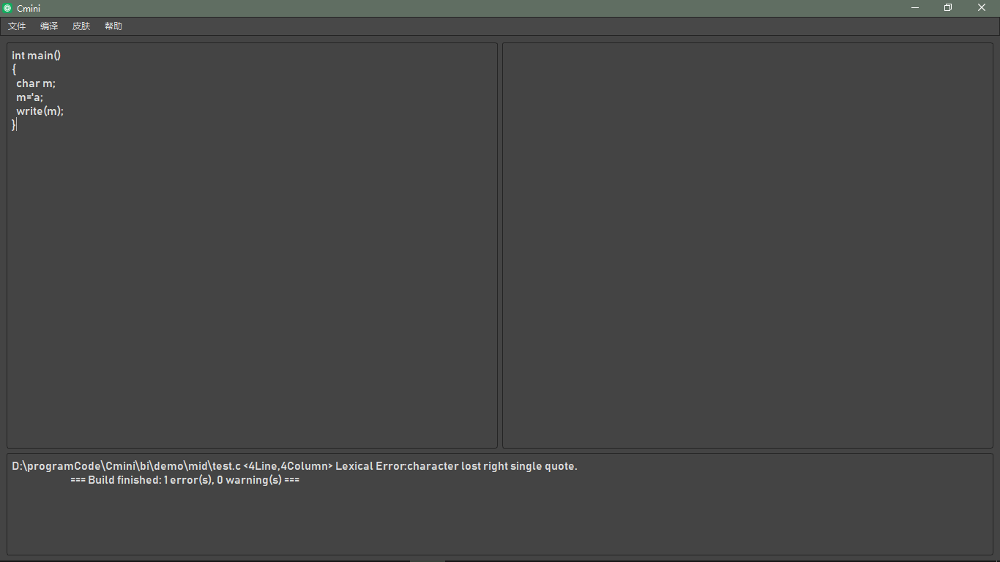 Cmini
文件 编译 皮肤 帮助
int main()
{
char m;
m='a;
write(m);
}
D:\programCode\Cmini\bi\demo\mid\test.c <4Line,4Column> Lexical Error:character lost right single quote.
=== Build finished: 1 error(s), 0 warning(s) ===